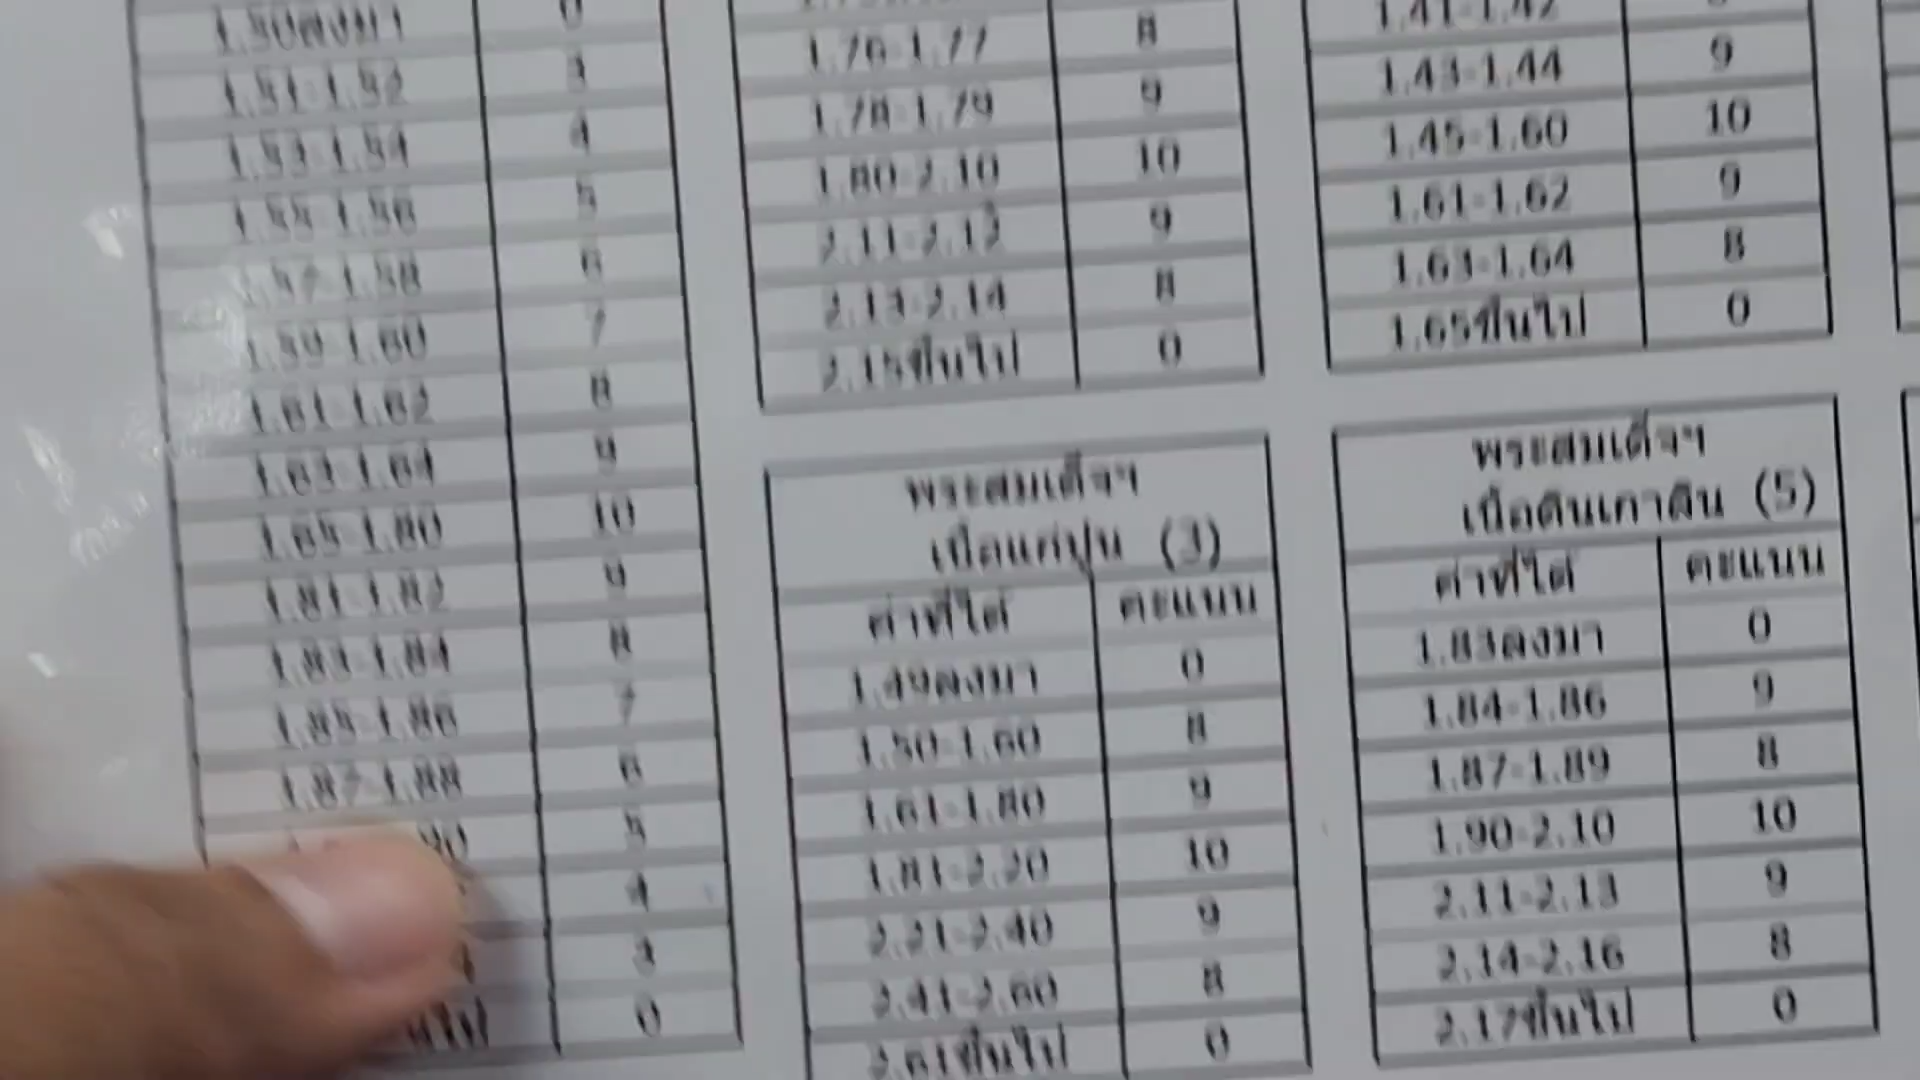 1.50ลงมา 0
1.51-1.52 3
1.53-1.54 4
1.55-1.56 5
1.57-1.58 6
1.59-1.60 7
1.61-1.62 8
1.63-1.64 9
1.65-1.80 10
1.81-1.82 9
1.83-1.84 8
1.85-1.86 7
1.87-1.88 6
90 5
4
3
0
1.76-1.77 8
1.78-1.79 9
1.80-2.10 10
2.11-2.12 9
2.13-2.14 8
2.15ขึ้นไป 0
พระสมเด็จฯ
เนื้อแก่ปูน (3)
ค่าที่ได้ คะแนน
1.49ลงมา 0
1.50-1.60 8
1.61-1.80 9
1.81-2.20 10
2.21-2.40 9
2.41-2.60 8
2.61ขึ้นไป 0
1.41-1.42
1.43-1.44 9
1.45-1.60 10
1.61-1.62 9
1.63-1.64 8
1.65ขึ้นไป 0
พระสมเด็จฯ
เนื้อดินเกาลิน (5)
ค่าที่ได้ คะแนน
1.83ลงมา 0
1.84-1.86 9
1.87-1.89 8
1.90-2.10 10
2.11-2.13 9
2.14-2.16 8
2.17ขึ้นไป 0